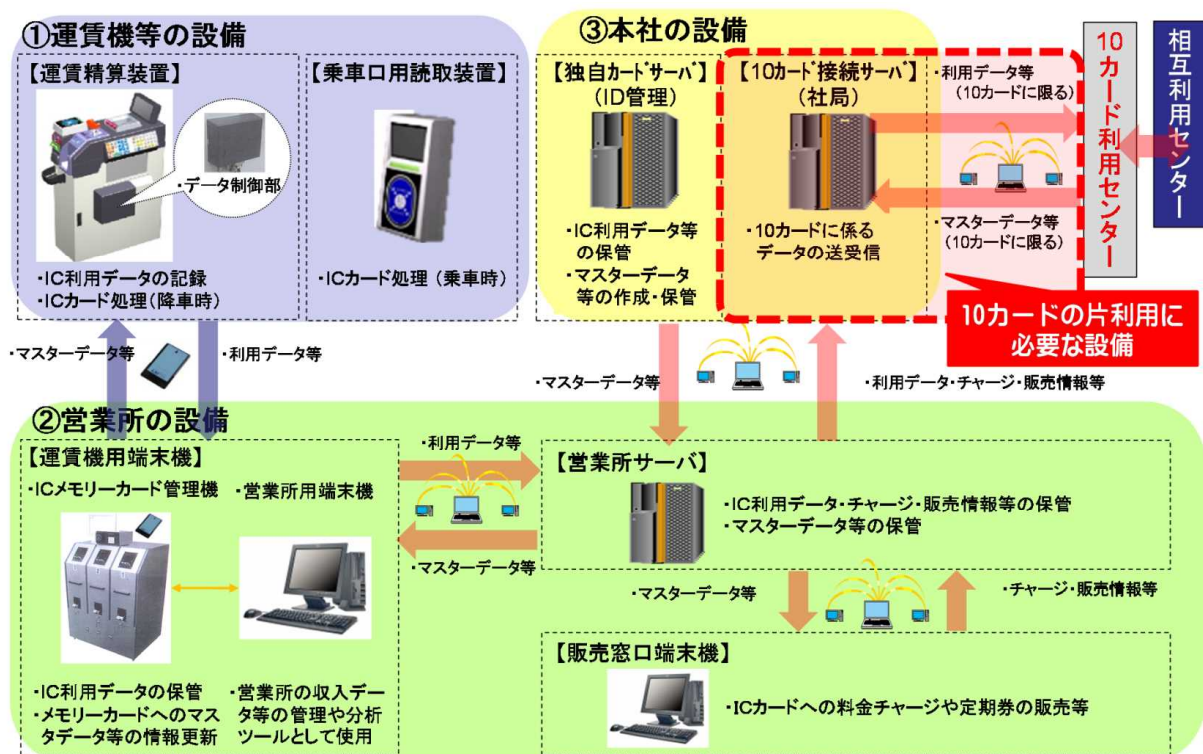 ①運賃機等の設備
【運賃精算装置】
・データ制御部
・IC利用データの記録
・ICカード処理(降車時)
【乗車口用読取装置】
・ICカード処理(乗車時)
③本社の設備
【独自カードサーバ】
(ID管理)
・IC利用データ等
の保管
・マスターデータ
等の作成・保管
【10カード接続サーバ】
(社局)
・10カードに係る
データの送受信
・利用データ等
(10カードに限る)
・マスターデータ等
(10カードに限る)
10カード利用センター
相互利用センター
10カードの片利用に
必要な設備
・マスターデータ等
・利用データ等
・マスターデータ等
・利用データ・チャージ・販売情報等
②営業所の設備
【運賃機用端末機】
・ICメモリーカード管理機
・営業所用端末機
・IC利用データの保管
・メモリーカードへのマス
タデータ等の情報更新
・営業所の収入デー
タ等の管理や分析
ツールとして使用
・利用データ等
・マスターデータ等
【営業所サーバ】
・IC利用データ・チャージ・販売情報等の保管
・マスターデータ等の保管
・マスターデータ等
・チャージ・販売情報等
【販売窓口端末機】
・ICカードへの料金チャージや定期券の販売等